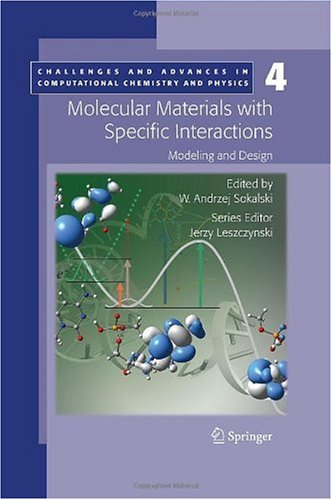 CHALLENGES AND ADVANCES IN
COMPUTATIONAL CHEMISTRY AND PHYSICS
4
Molecular Materials with
Specific Interactions
Modeling and Design
Edited by
W. Andrzej Sokalski
Series Editor
Jerzy Leszczynski
Springer